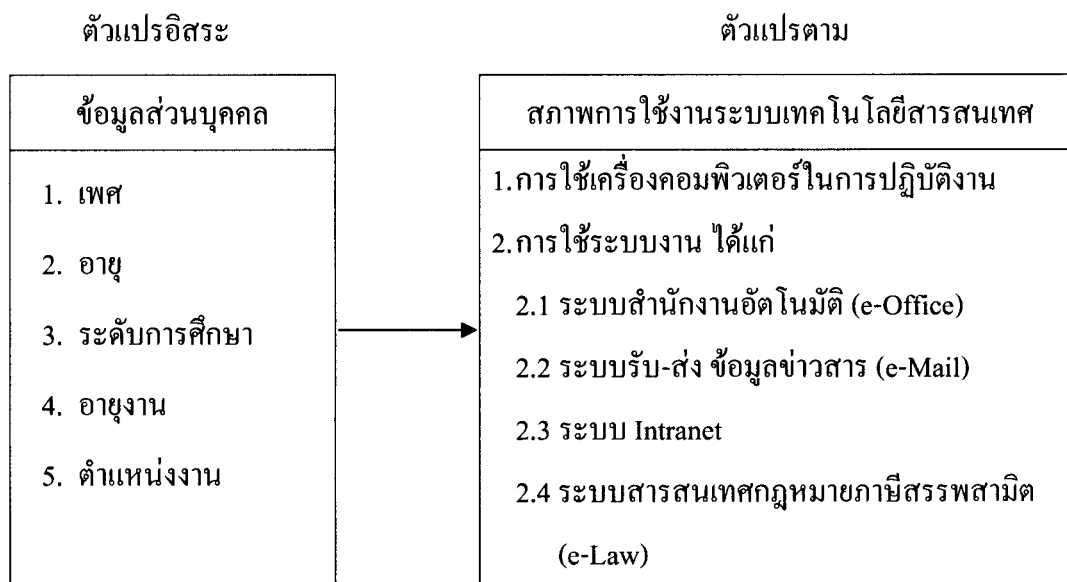 ตัวแปรอิสระ
ตัวแปรตาม
ข้อมูลส่วนบุคคล
1. เพศ
2. อายุ
3. ระดับการศึกษา
4. อายุงาน
5. ตำแหน่งงาน
สภาพการใช้งานระบบเทคโนโลยีสารสนเทศ
1.การใช้เครื่องคอมพิวเตอร์ในการปฏิบัติงาน
2.การใช้ระบบงาน ได้แก่
2.1 ระบบสำนักงานอัตโนมัติ (e-Office)
2.2 ระบบรับ-ส่ง ข้อมูลข่าวสาร (e-Mail)
2.3 ระบบ Intranet
2.4 ระบบสารสนเทศกฎหมายภาษีสรรพสามิต
(e-Law)